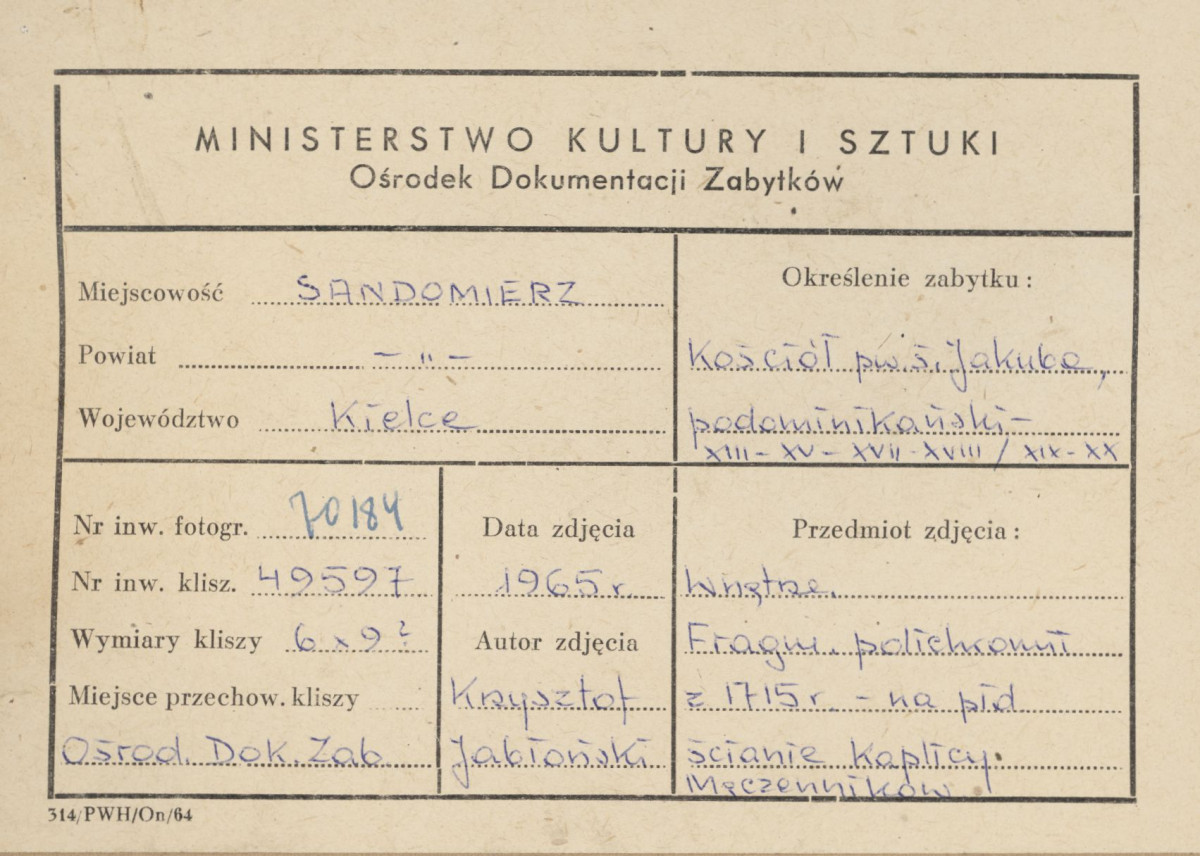 MINISTERSTWO KULTURY I SZTUKI
Ośrodek Dokumentacji Zabytków
Miejscowość SANDOMIERZ
Powiat – „ –
Województwo Kielce
Określenie zabytku:
Kościół pw. ś. Jakuba,
podominikański –
XIII – XV – XVII - XVIII / XIX - XX
Nr inw. fotogr. 70184
Nr inw. klisz. 49597
Wymiary kliszy 6 x 9 ²
Miejsce przechow. kliszy
Ośrod. Dok. Zab
Data zdjęcia
1965 r.
Autor zdjęcia
Krzysztof
Jabłoński
Przedmiot zdjęcia:
Wnętrze.
Fragm. polichromii
z 1715 r. – na płd
ścianie kaplicy
Męczenników
314/PWH/On/64